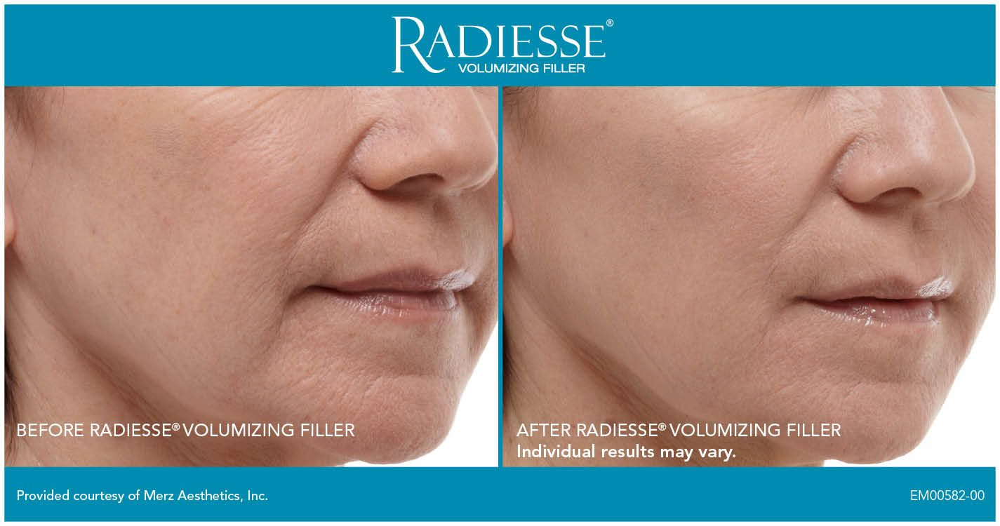 RADIESSE®
VOLUMIZING FILLER
BEFORE RADIESSE® VOLUMIZING FILLER
AFTER RADIESSE® VOLUMIZING FILLER
Individual results may vary.
Provided courtesy of Merz Aesthetics, Inc.
EM00582-00